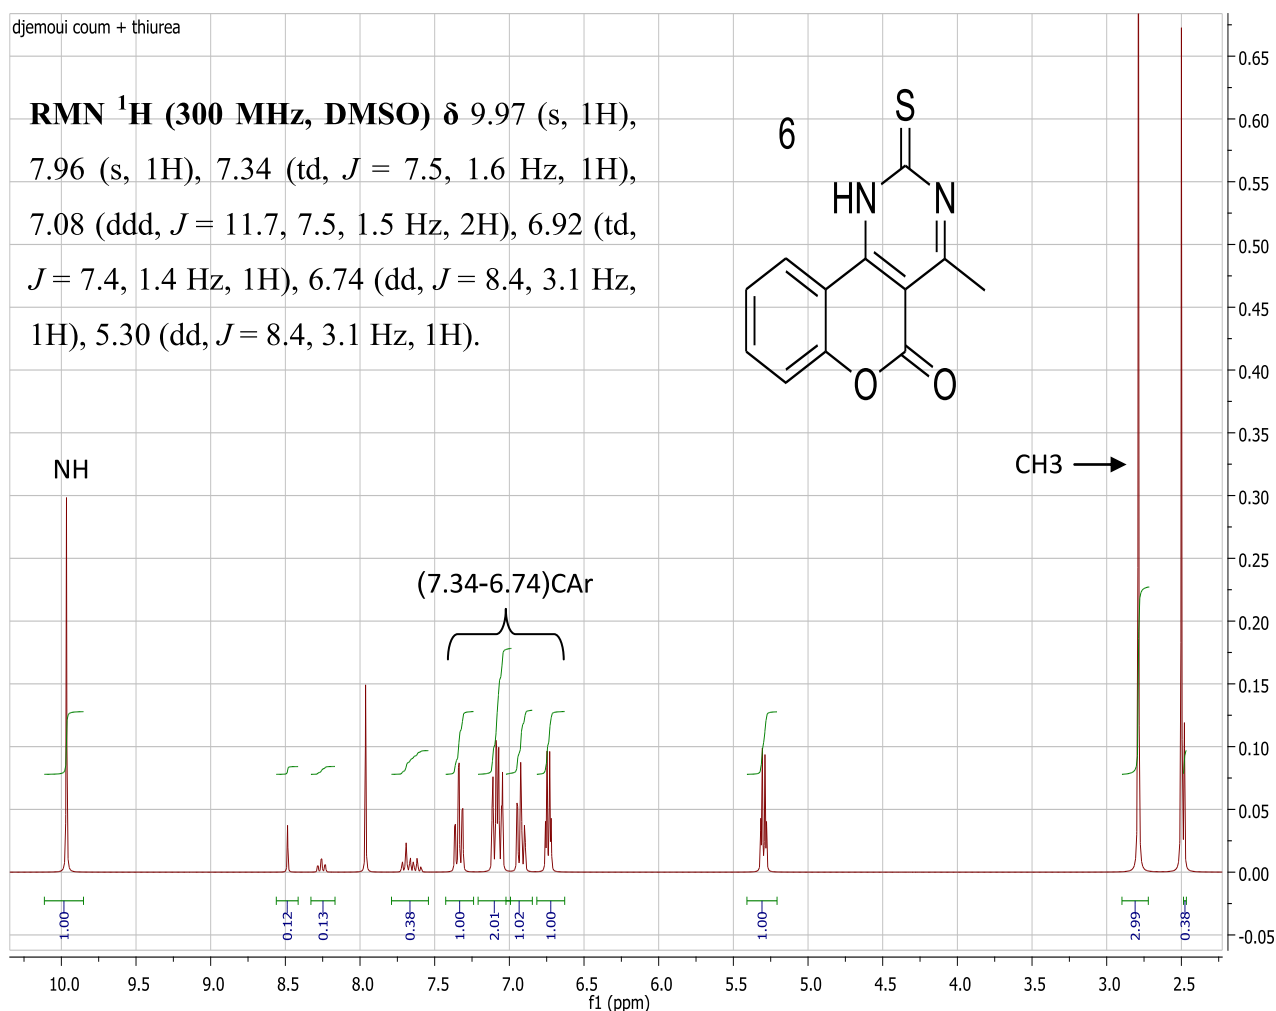 djemoui coum + thiurea
RMN ¹H (300 MHz, DMSO) δ 9.97 (s, 1H),
7.96 (s, 1H), 7.34 (td, J = 7.5, 1.6 Hz, 1H),
7.08 (ddd, J = 11.7, 7.5, 1.5 Hz, 2H), 6.92 (td,
J = 7.4, 1.4 Hz, 1H), 6.74 (dd, J = 8.4, 3.1 Hz,
1H), 5.30 (dd, J = 8.4, 3.1 Hz, 1H).
6
S
HN
N
O
O
NH
CH3
(7.34-6.74)CAr
0.65
0.60
0.55
0.50
0.45
0.40
0.35
0.30
0.25
0.20
0.15
0.10
0.05
0.00
-0.05
1.00
0.12
0.13
0.38
1.00
2.01
1.02
1.00
1.00
2.99
0.38
10.0 9.5 9.0 8.5 8.0 7.5 7.0 6.5 6.0 5.5 5.0 4.5 4.0 3.5 3.0 2.5
f1 (ppm)